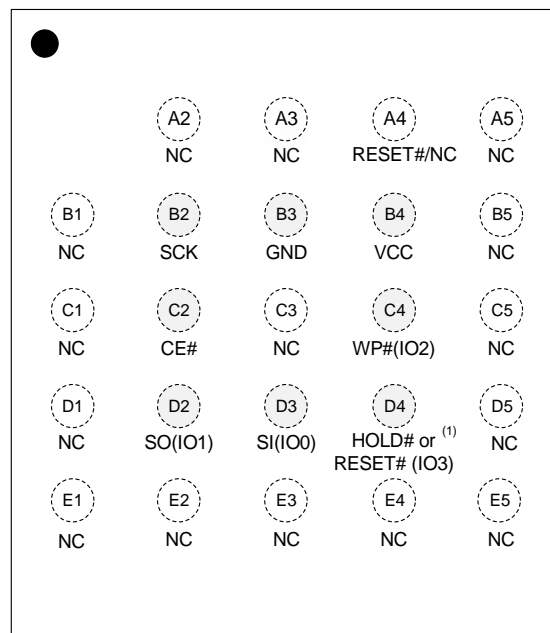 A2 A3 A4 A5
NC NC RESET#/NC NC
B1 B2 B3 B4 B5
NC SCK GND VCC NC
C1 C2 C3 C4 C5
NC CE# NC WP#(IO2) NC
D1 D2 D3 D4 D5
NC SO(IO1) SI(IO0) HOLD# or (1) NC
RESET# (IO3)
E1 E2 E3 E4 E5
NC NC NC NC NC